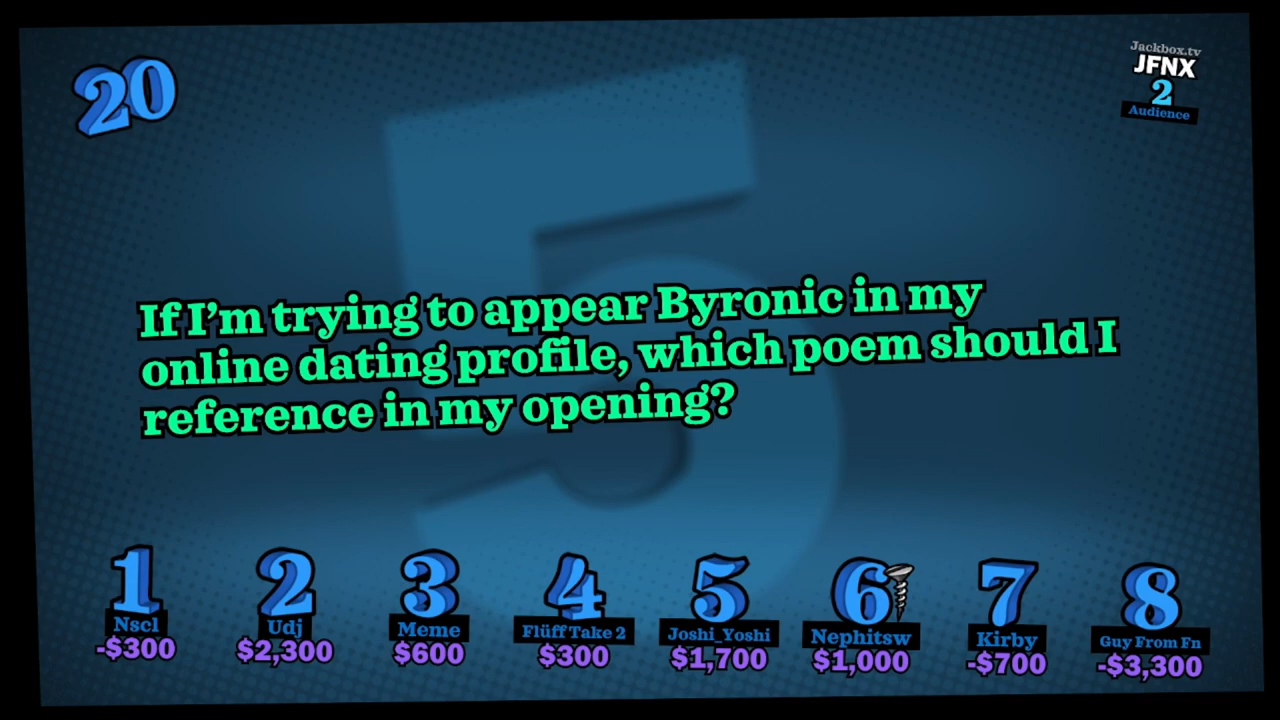 20
Jackbox.tv
JFNX
2
Audience
If I'm trying to appear Byronic in my
online dating profile, which poem should I
reference in my opening?
1 2 3 4 5 6 7 8
Nscl Udj Meme Flüff Take 2 Joshi_Yoshi Nephitsw Kirby Guy From Fn
-$300 $2,300 $600 $300 $1,700 $1,000 -$700 -$3,300
5